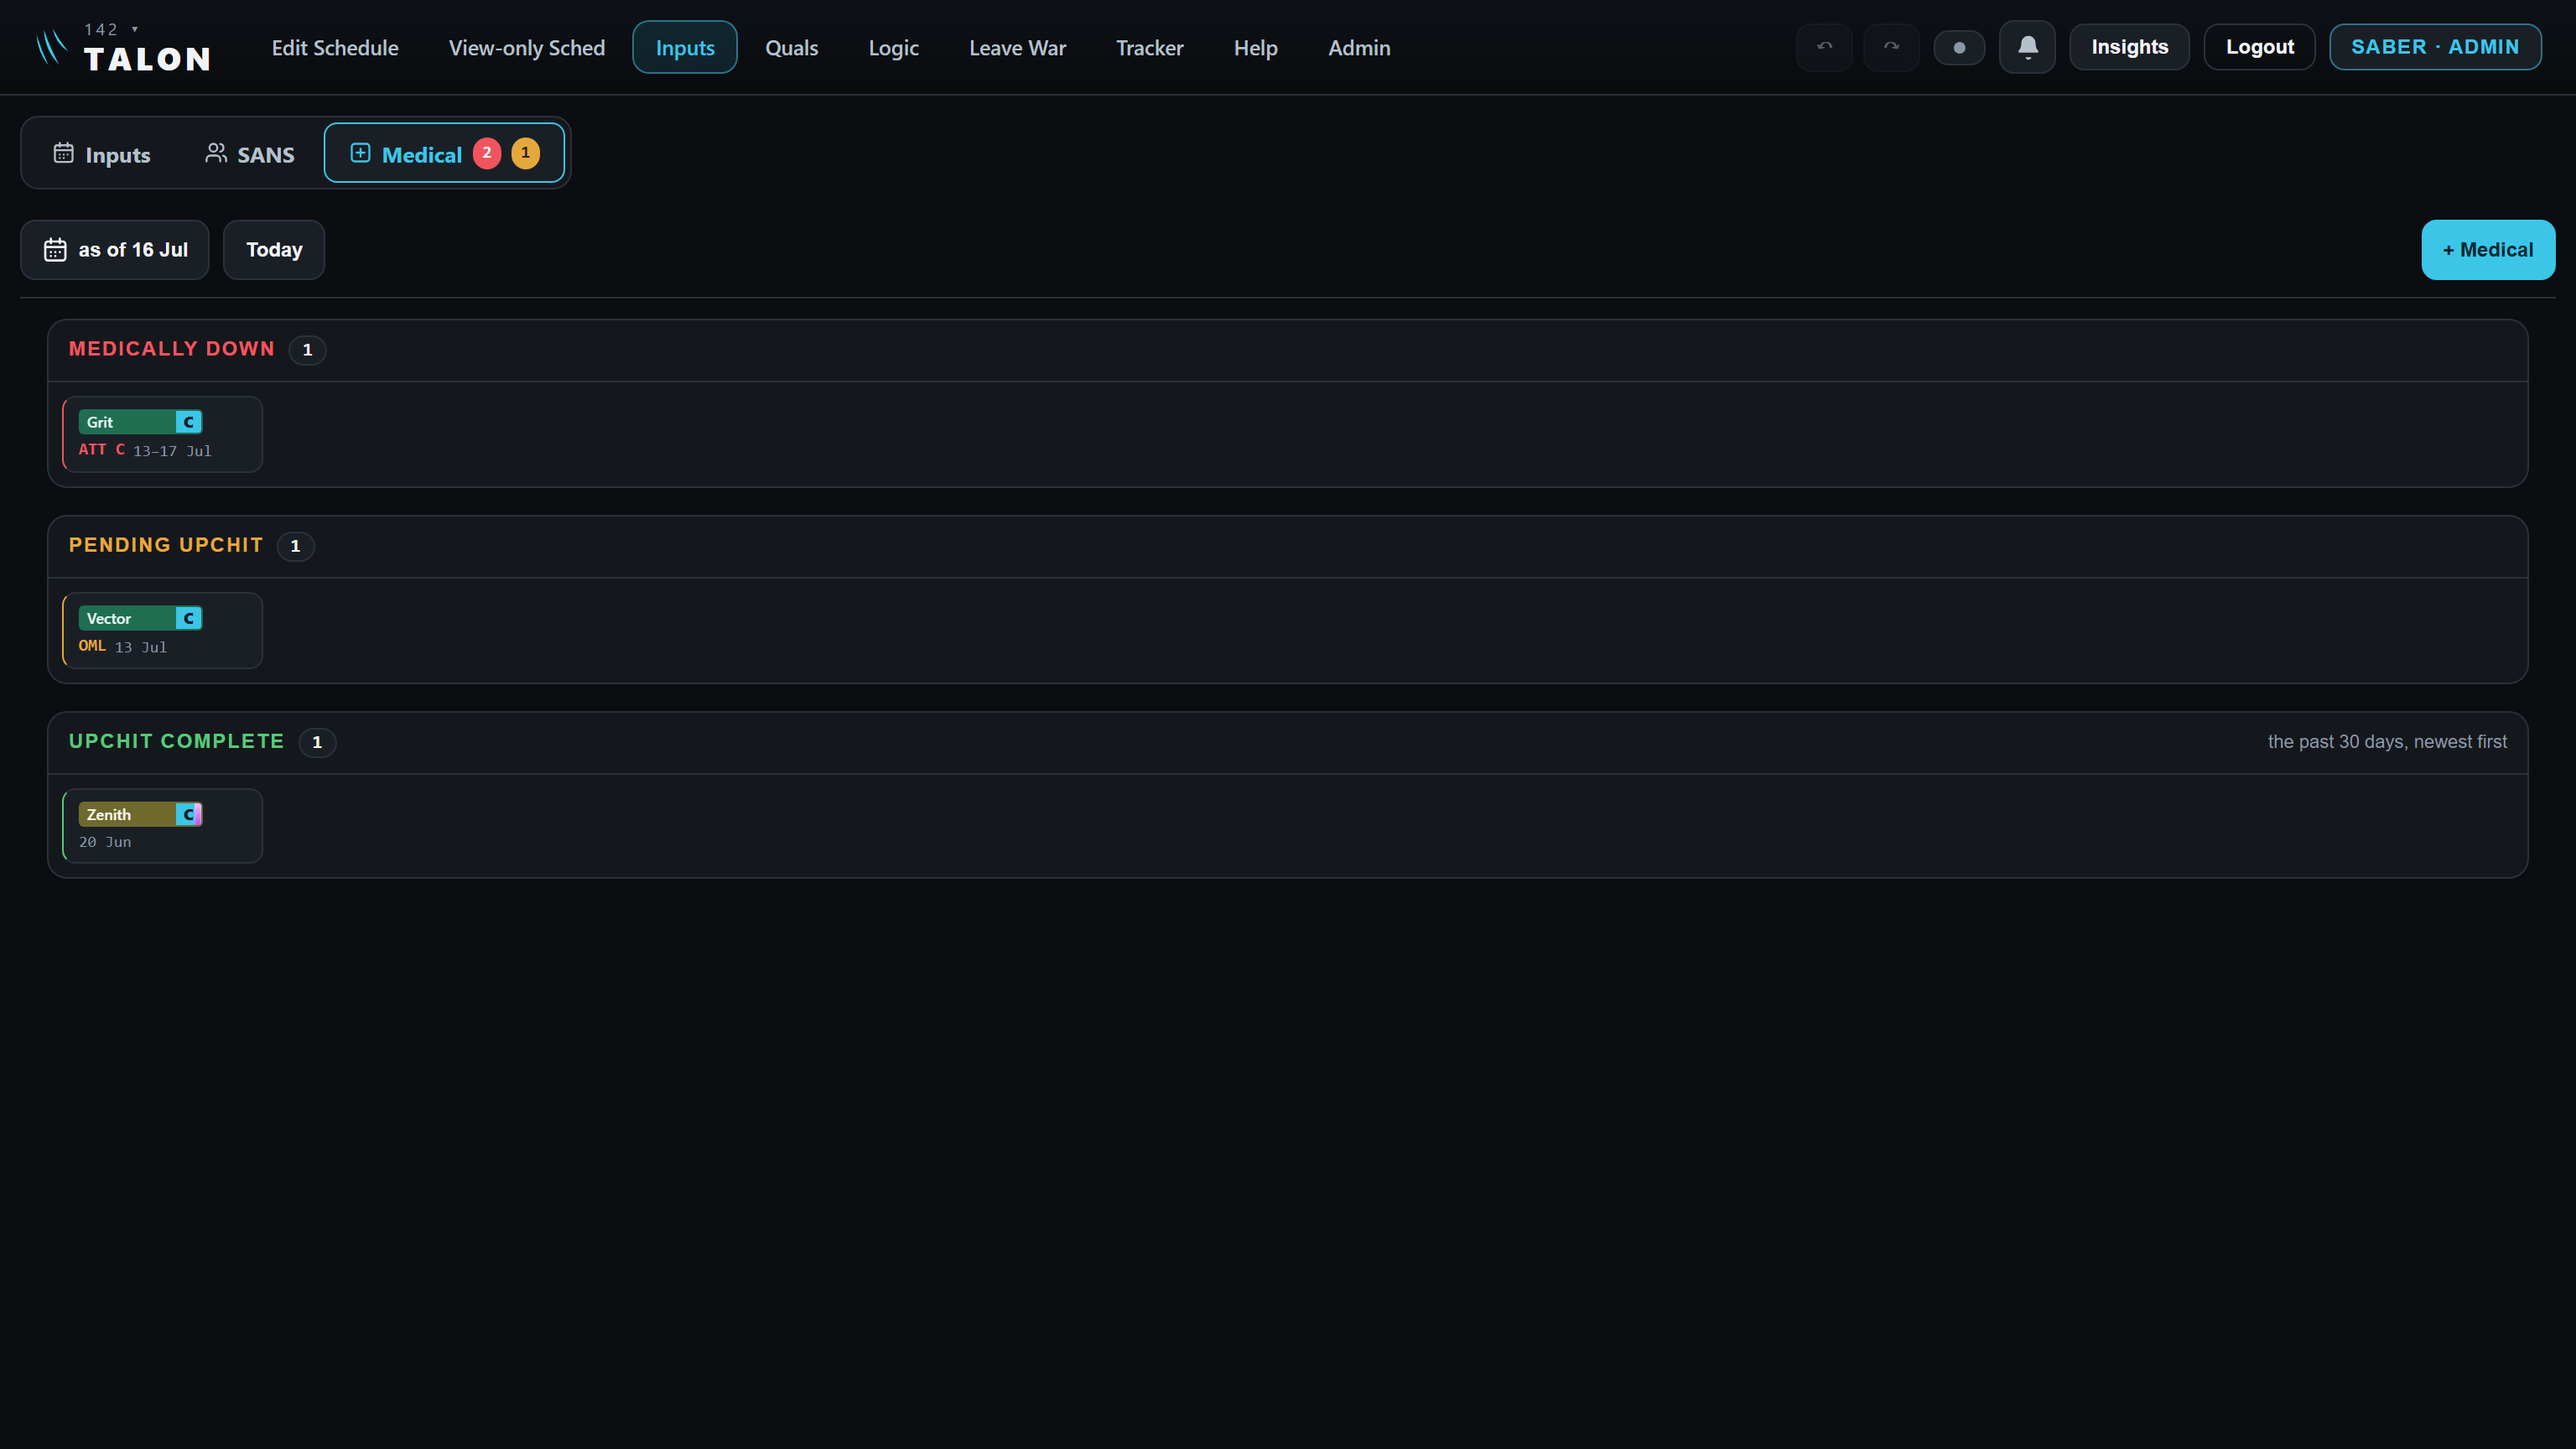 142 ▾
TALON
Edit Schedule
View-only Sched
Inputs
Quals
Logic
Leave War
Tracker
Help
Admin
Insights
Logout
SABER · ADMIN
Inputs
SANS
Medical 2 1
as of 16 Jul
Today
+ Medical
MEDICALLY DOWN 1
Grit C
ATT C 13–17 Jul
PENDING UPCHIT 1
Vector C
OML 13 Jul
UPCHIT COMPLETE 1
the past 30 days, newest first
Zenith C
20 Jun